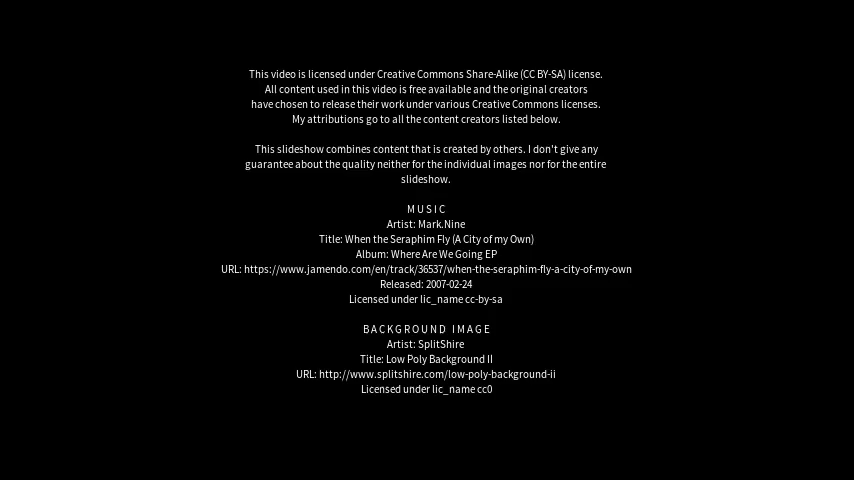 This video is licensed under Creative Commons Share-Alike (CC BY-SA) license.
All content used in this video is free available and the original creators
have chosen to release their work under various Creative Commons licenses.
My attributions go to all the content creators listed below.
This slideshow combines content that is created by others. I don't give any
guarantee about the quality neither for the individual images nor for the entire
slideshow.
MUSIC
Artist: Mark.Nine
Title: When the Seraphim Fly (A City of my Own)
Album: Where Are We Going EP
URL: https://www.jamendo.com/en/track/36537/when-the-seraphim-fly-a-city-of-my-own
Released: 2007-02-24
Licensed under lic_name cc-by-sa
BACKGROUND IMAGE
Artist: SplitShire
Title: Low Poly Background II
URL: http://www.splitshire.com/low-poly-background-ii
Licensed under lic_name cc0